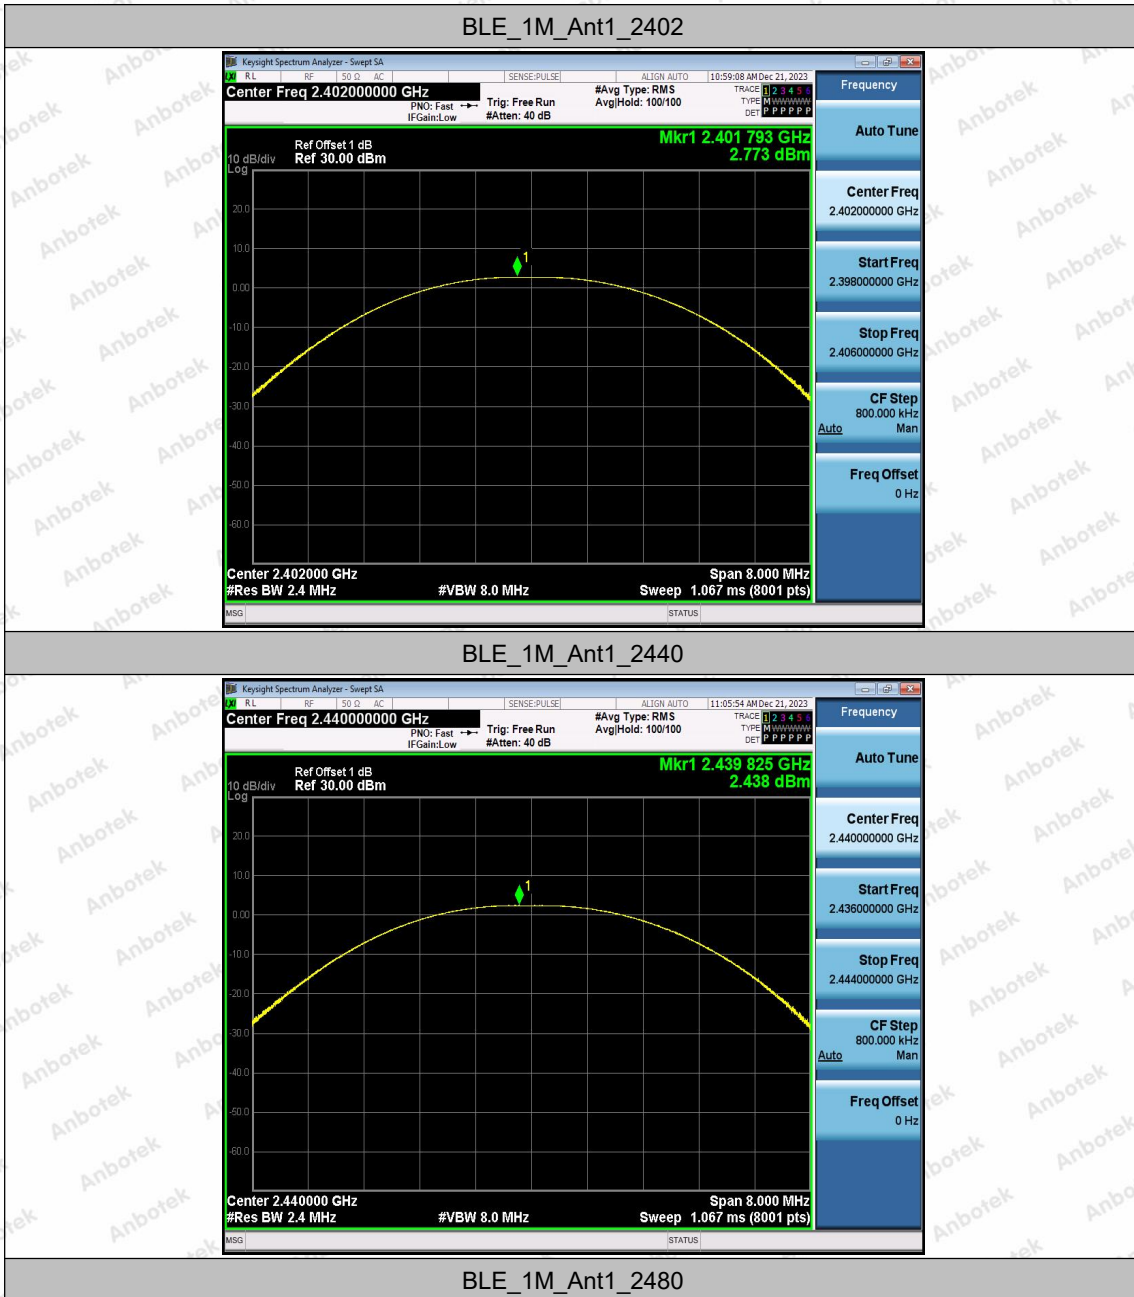 BLE_1M_Ant1_2402
Keysight Spectrum Analyzer - Swept SA
LXI RL RF 50 Ω AC SENSE:PULSE ALIGN AUTO 10:59:08 AM Dec 21, 2023
Center Freq 2.402000000 GHz
PNO: Fast
IFGain:Low
Trig: Free Run
#Atten: 40 dB
#Avg Type: RMS
Avg|Hold: 100/100
TRACE 1 2 3 4 5 6
TYPE M WWWWW
DET P P P P P P
Frequency
Mkr1 2.401 793 GHz
2.773 dBm
Ref Offset 1 dB
10 dB/div Ref 30.00 dBm
Log
20.0
10.0
0.00
-10.0
-20.0
-30.0
-40.0
-50.0
-60.0
1
Center 2.402000 GHz Span 8.000 MHz
#Res BW 2.4 MHz #VBW 8.0 MHz Sweep 1.067 ms (8001 pts)
MSG STATUS
Auto Tune
Center Freq
2.402000000 GHz
Start Freq
2.398000000 GHz
Stop Freq
2.406000000 GHz
CF Step
800.000 kHz
Auto Man
Freq Offset
0 Hz
BLE_1M_Ant1_2440
Keysight Spectrum Analyzer - Swept SA
LXI RL RF 50 Ω AC SENSE:PULSE ALIGN AUTO 11:05:54 AM Dec 21, 2023
Center Freq 2.440000000 GHz
PNO: Fast
IFGain:Low
Trig: Free Run
#Atten: 40 dB
#Avg Type: RMS
Avg|Hold: 100/100
TRACE 1 2 3 4 5 6
TYPE M WWWWW
DET P P P P P P
Frequency
Mkr1 2.439 825 GHz
2.438 dBm
Ref Offset 1 dB
10 dB/div Ref 30.00 dBm
Log
20.0
10.0
0.00
-10.0
-20.0
-30.0
-40.0
-50.0
-60.0
1
Center 2.440000 GHz Span 8.000 MHz
#Res BW 2.4 MHz #VBW 8.0 MHz Sweep 1.067 ms (8001 pts)
MSG STATUS
Auto Tune
Center Freq
2.440000000 GHz
Start Freq
2.436000000 GHz
Stop Freq
2.444000000 GHz
CF Step
800.000 kHz
Auto Man
Freq Offset
0 Hz
BLE_1M_Ant1_2480
Anbotek